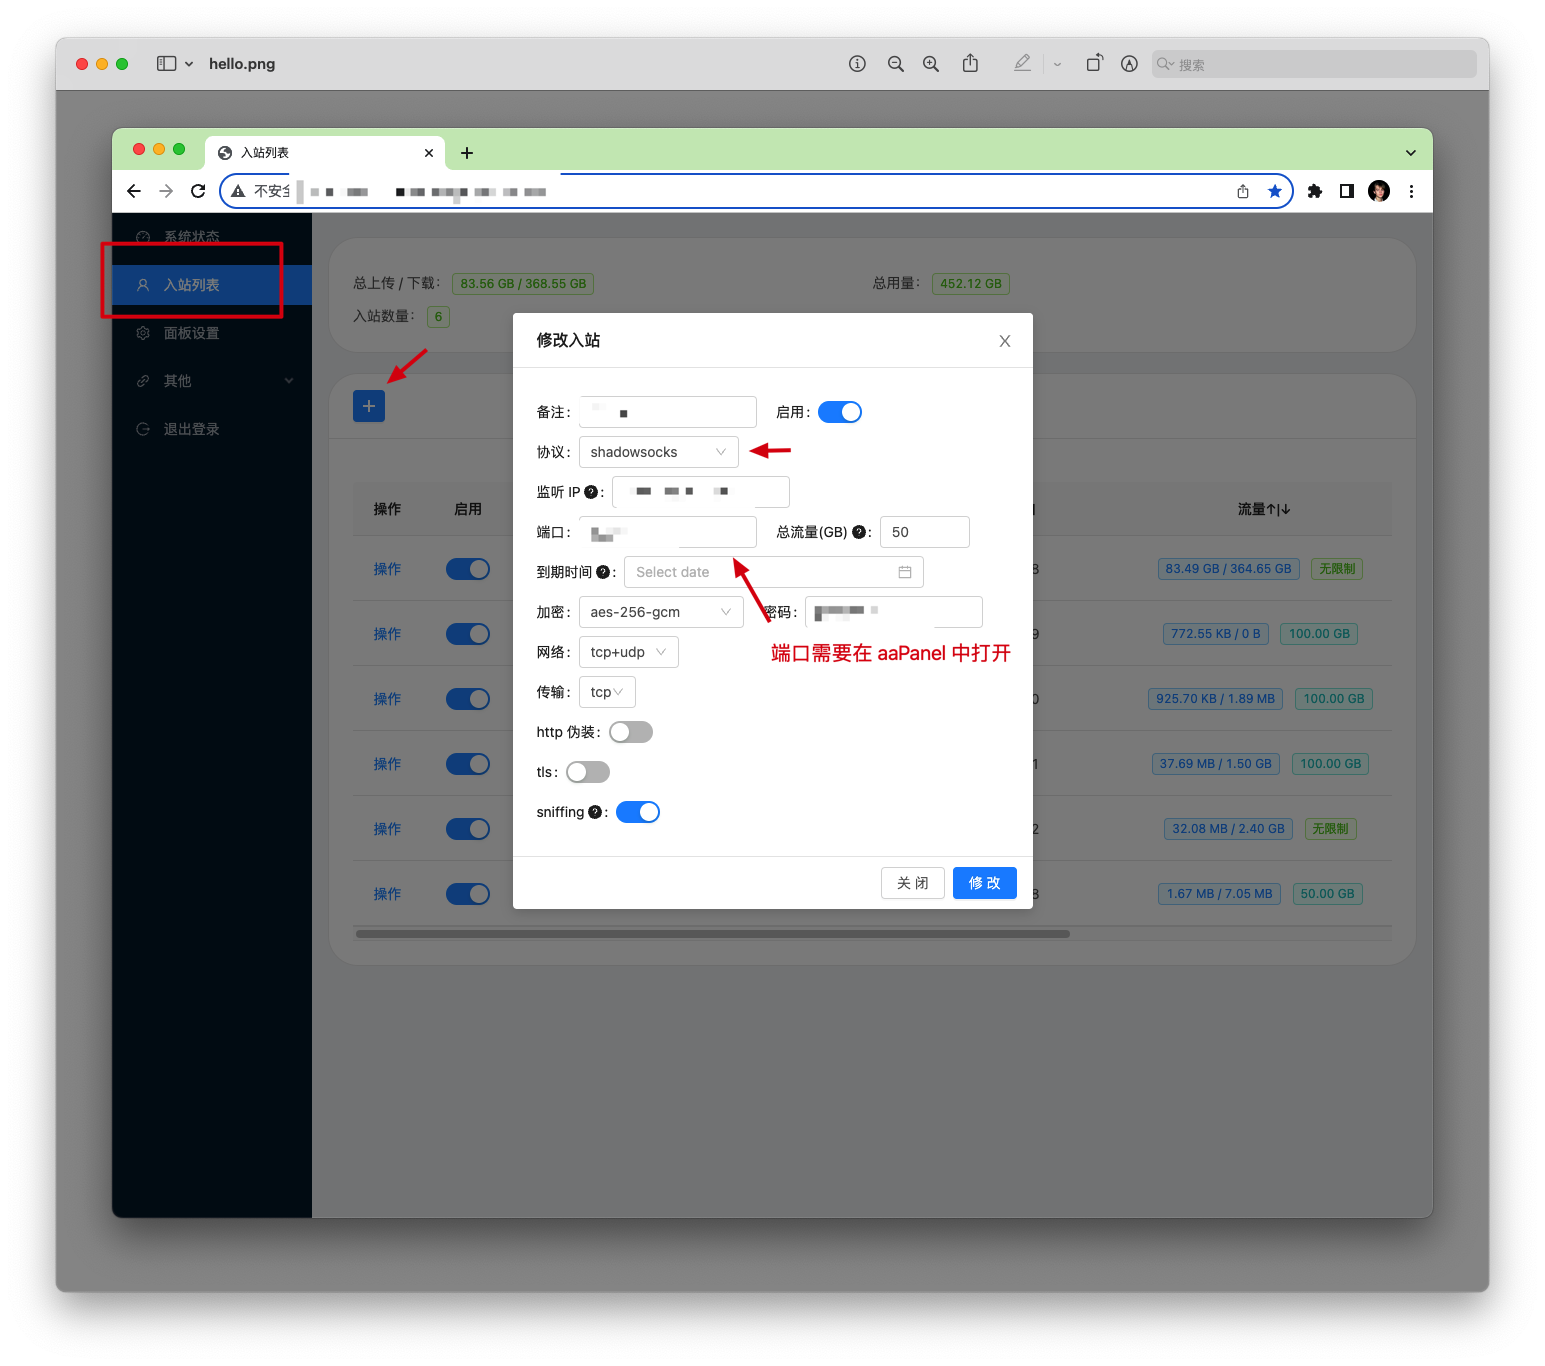 hello.png
搜索
入站列表
不安全
系统状态
入站列表
面板设置
其他
退出登录
总上传 / 下载： 83.56 GB / 368.55 GB
总用量： 452.12 GB
入站数量： 6
修改入站
备注：
启用：
协议： shadowsocks
监听 IP ?：
端口：
总流量(GB) ?： 50
到期时间 ?： Select date
加密： aes-256-gcm
密码：
网络： tcp+udp
端口需要在 aaPanel 中打开
传输： tcp
http 伪装：
tls：
sniffing ?：
关 闭
修 改
操作 启用 流量↑|↓
操作 8 83.49 GB / 364.65 GB 无限制
操作 9 772.55 KB / 0 B 100.00 GB
操作 0 925.70 KB / 1.89 MB 100.00 GB
操作 1 37.69 MB / 1.50 GB 100.00 GB
操作 2 32.08 MB / 2.40 GB 无限制
操作 8 1.67 MB / 7.05 MB 50.00 GB